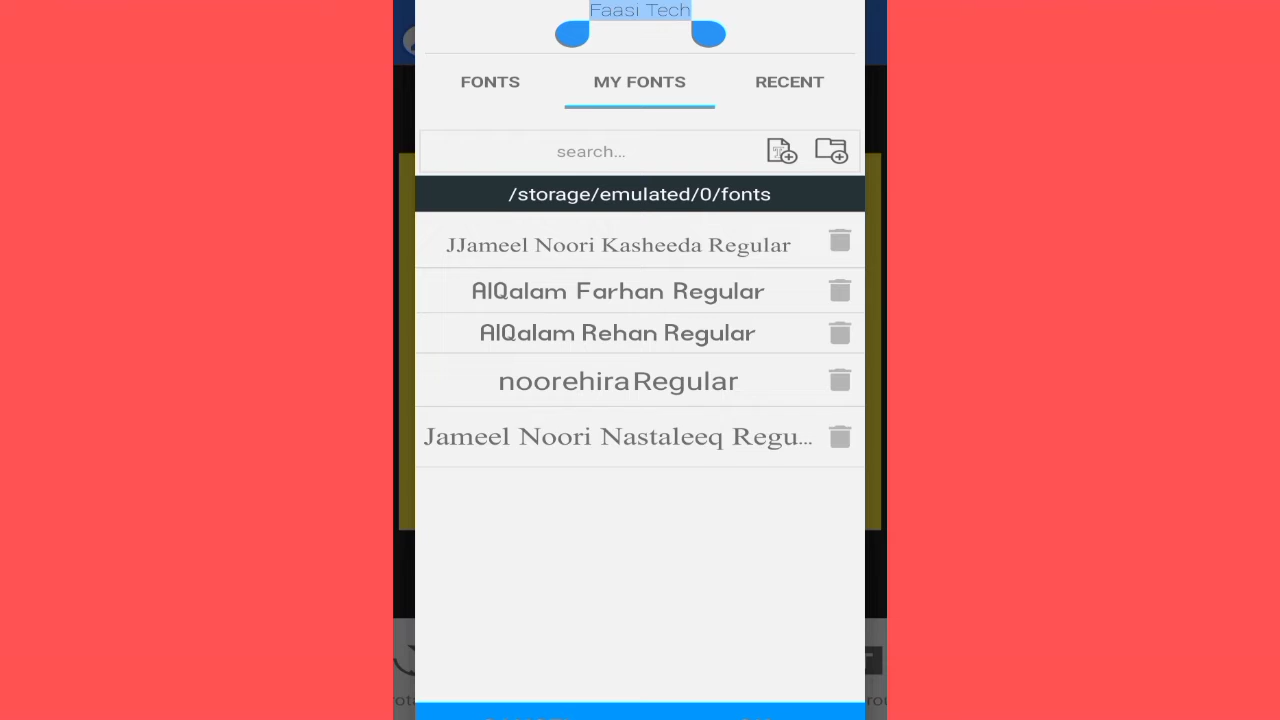 Faasi Tech
FONTS
MY FONTS
RECENT
search...
/storage/emulated/0/fonts
JJameel Noori Kasheeda Regular
AlQalam Farhan Regular
AlQalam Rehan Regular
noorehira Regular
Jameel Noori Nastaleeq Regu...